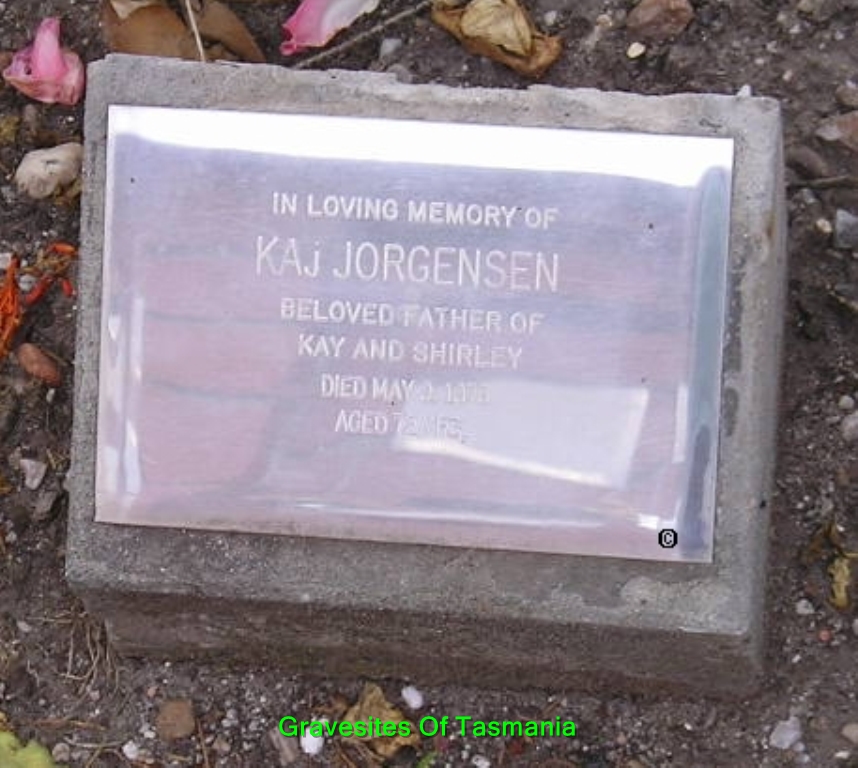 IN LOVING MEMORY OF
KAj JORGENSEN
BELOVED FATHER OF
KAY AND SHIRLEY
DIED MAY
AGED
©
Gravesites Of Tasmania